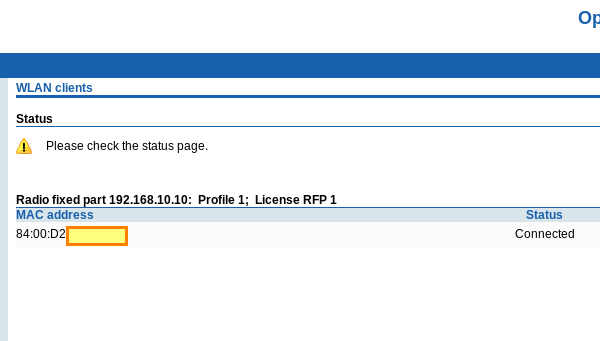 Op
WLAN clients
Status
Please check the status page.
Radio fixed part 192.168.10.10: Profile 1; License RFP 1
MAC address Status
84:00:D2 Connected